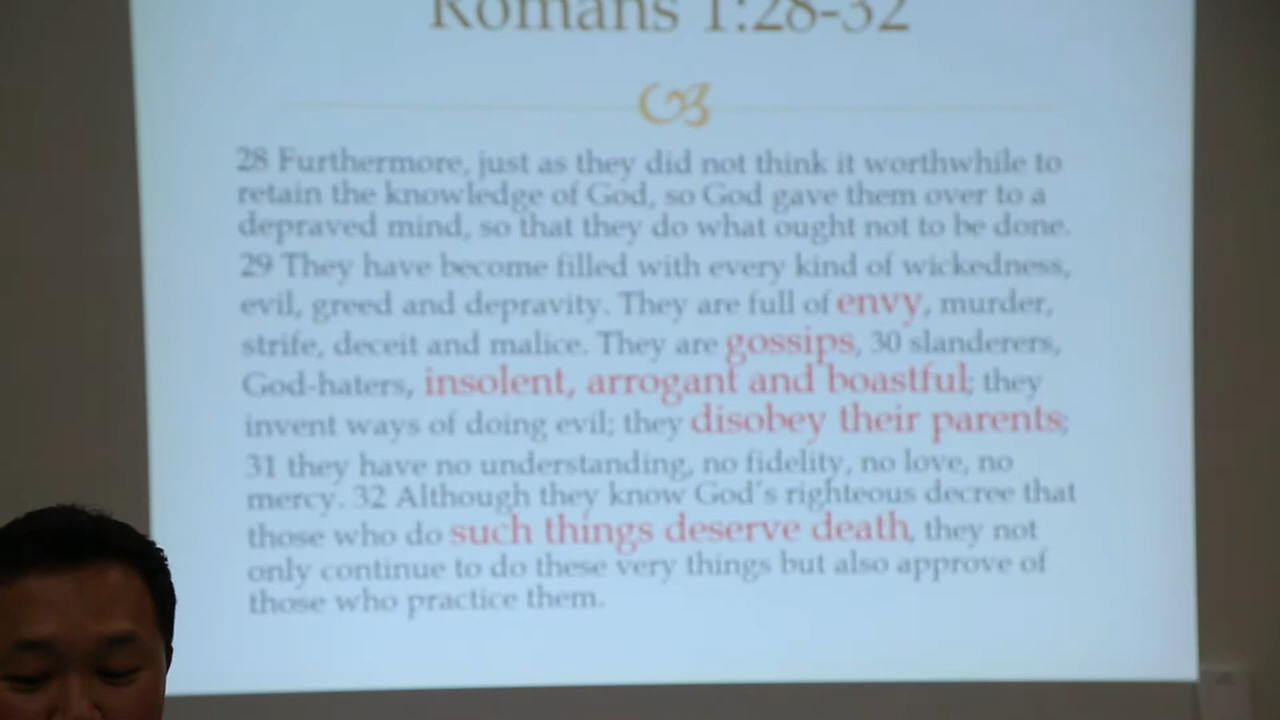 Romans 1:28-32
28 Furthermore, just as they did not think it worthwhile to
retain the knowledge of God, so God gave them over to a
depraved mind, so that they do what ought not to be done.
29 They have become filled with every kind of wickedness,
evil, greed and depravity. They are full of envy, murder,
strife, deceit and malice. They are gossips, 30 slanderers,
God-haters, insolent, arrogant and boastful; they
invent ways of doing evil; they disobey their parents;
31 they have no understanding, no fidelity, no love, no
mercy. 32 Although they know God's righteous decree that
those who do such things deserve death, they not
only continue to do these very things but also approve of
those who practice them.